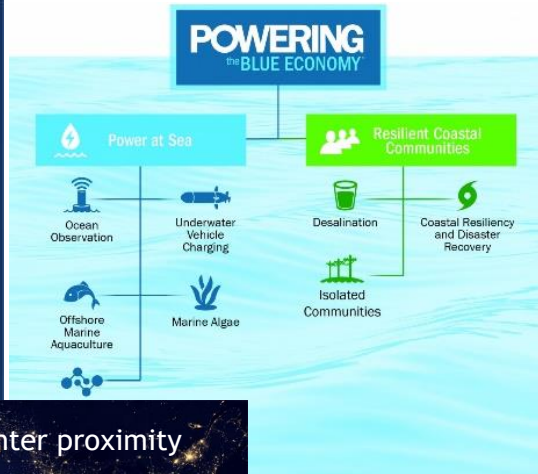 POWERING
the BLUE ECONOMY
Power at Sea
Resilient Coastal
Communities
Ocean
Observation
Underwater
Vehicle
Charging
Desalination
Coastal Resiliency
and Disaster
Recovery
Offshore
Marine
Aquaculture
Marine Algae
Isolated
Communities
proximity